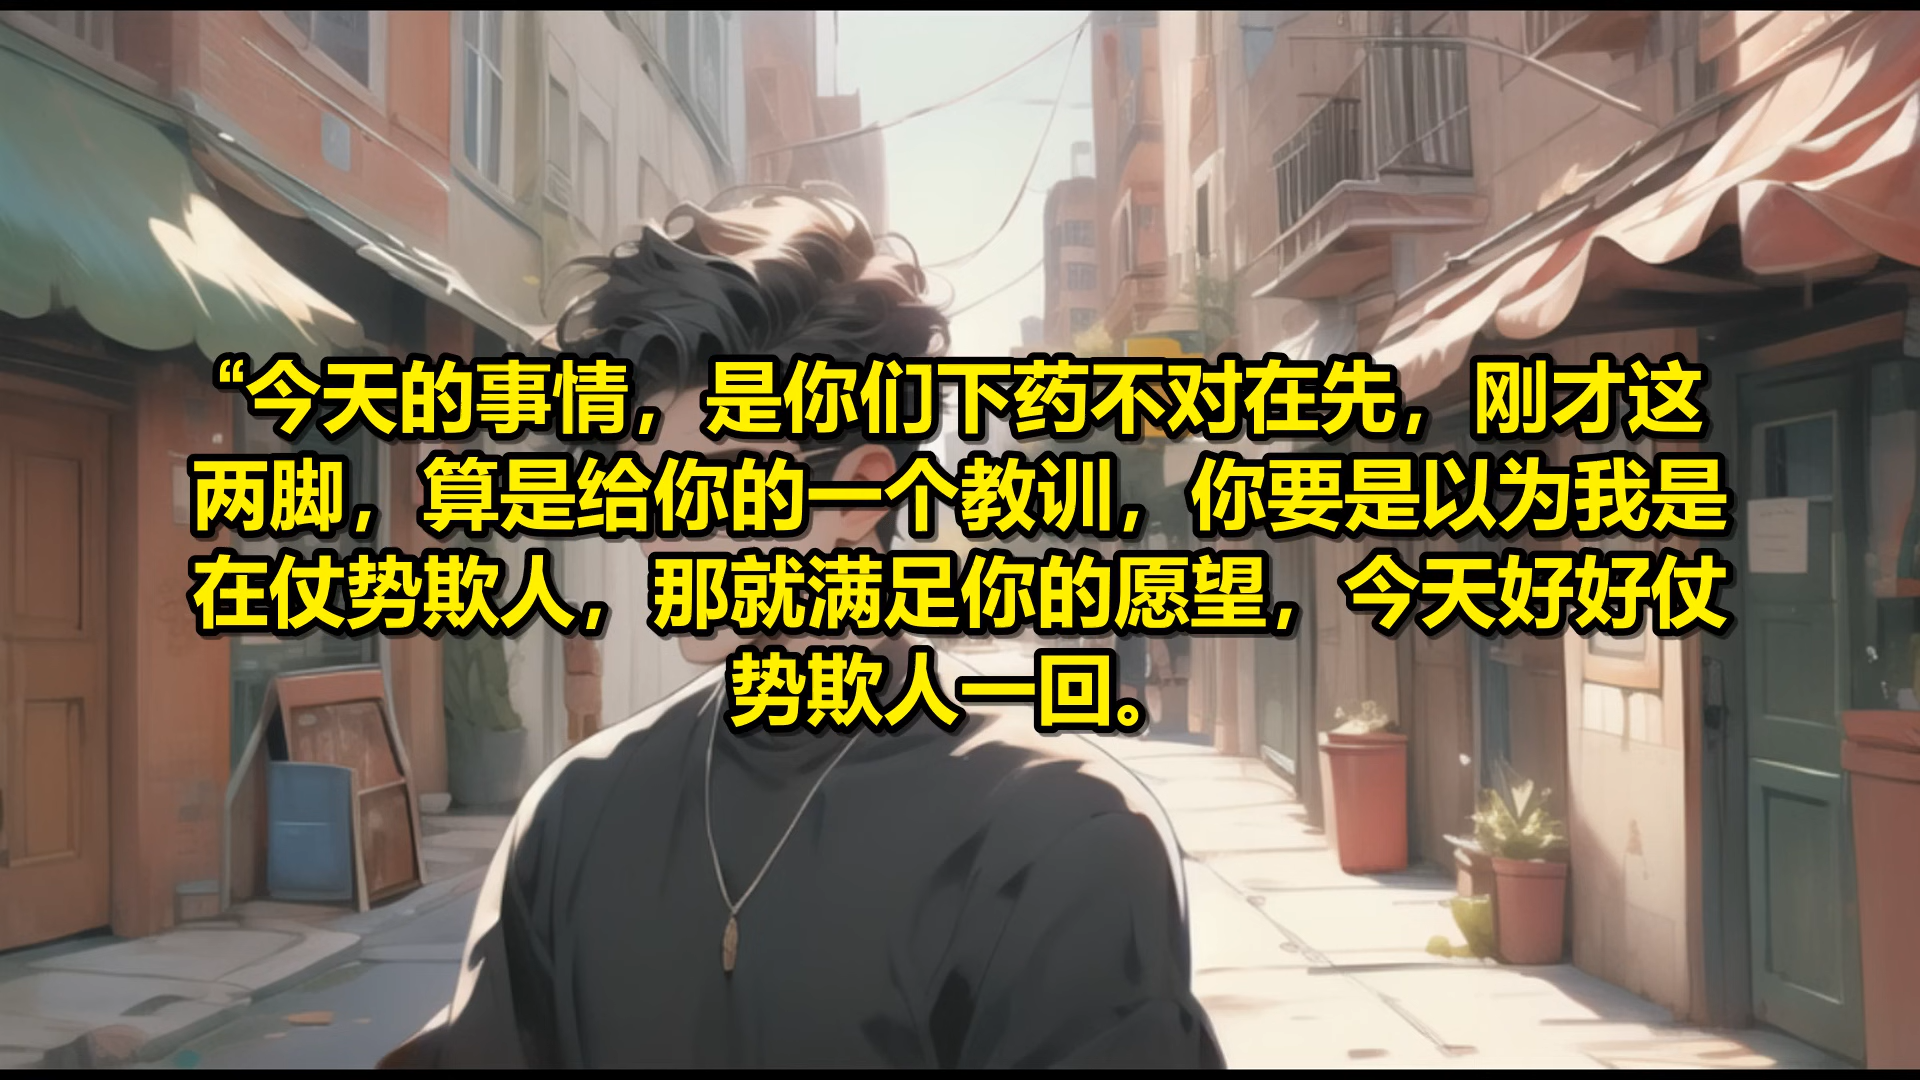 “今天的事情，是你们下药不对在先，刚才这
两脚，算是给你的一个教训，你要是以为我是
在仗势欺人，那就满足你的愿望，今天好好仗
势欺人一回。